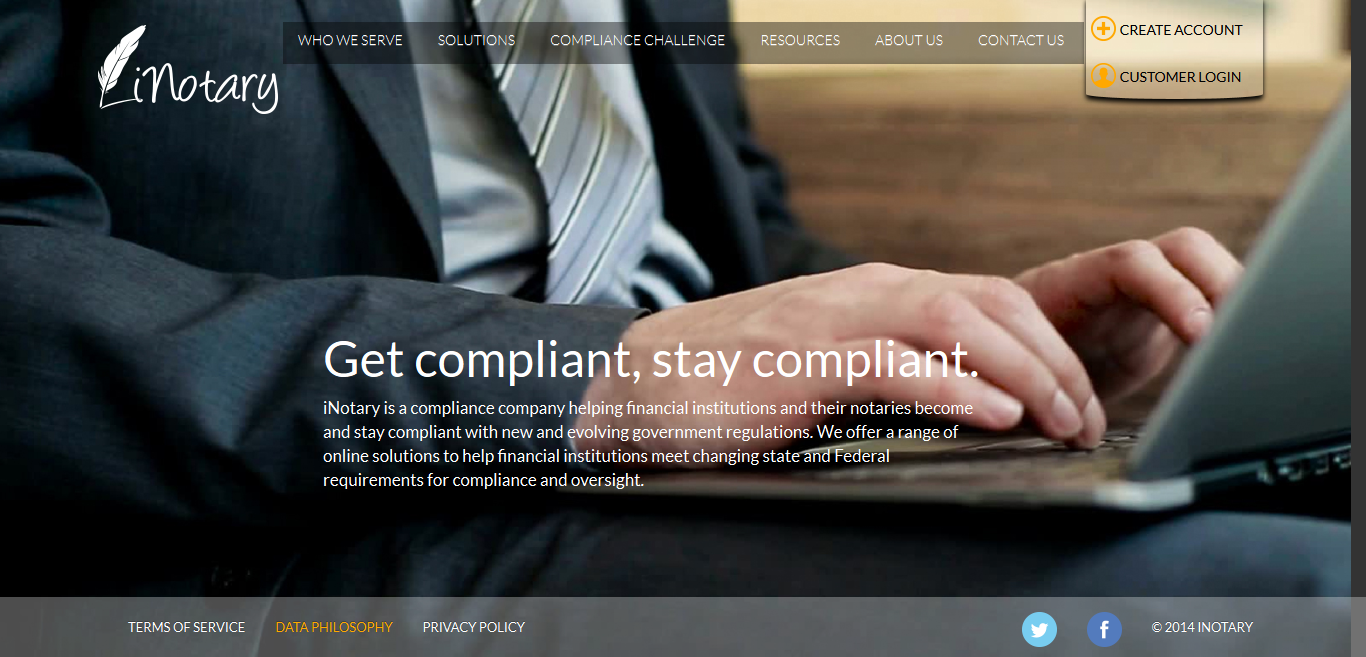 iNotary
WHO WE SERVE SOLUTIONS COMPLIANCE CHALLENGE RESOURCES ABOUT US CONTACT US
CREATE ACCOUNT
CUSTOMER LOGIN
Get compliant, stay compliant.
iNotary is a compliance company helping financial institutions and their notaries become
and stay compliant with new and evolving government regulations. We offer a range of
online solutions to help financial institutions meet changing state and Federal
requirements for compliance and oversight.
TERMS OF SERVICE DATA PHILOSOPHY PRIVACY POLICY © 2014 INOTARY